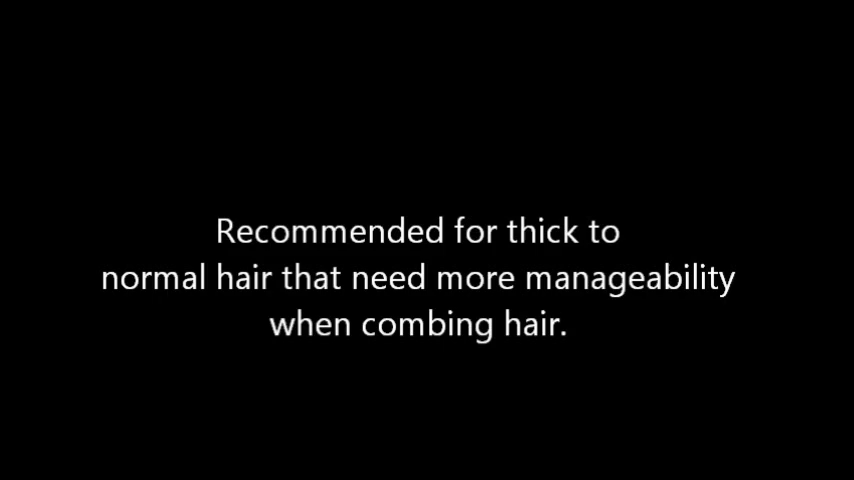 Recommended for thick to
normal hair that need more manageability
when combing hair.